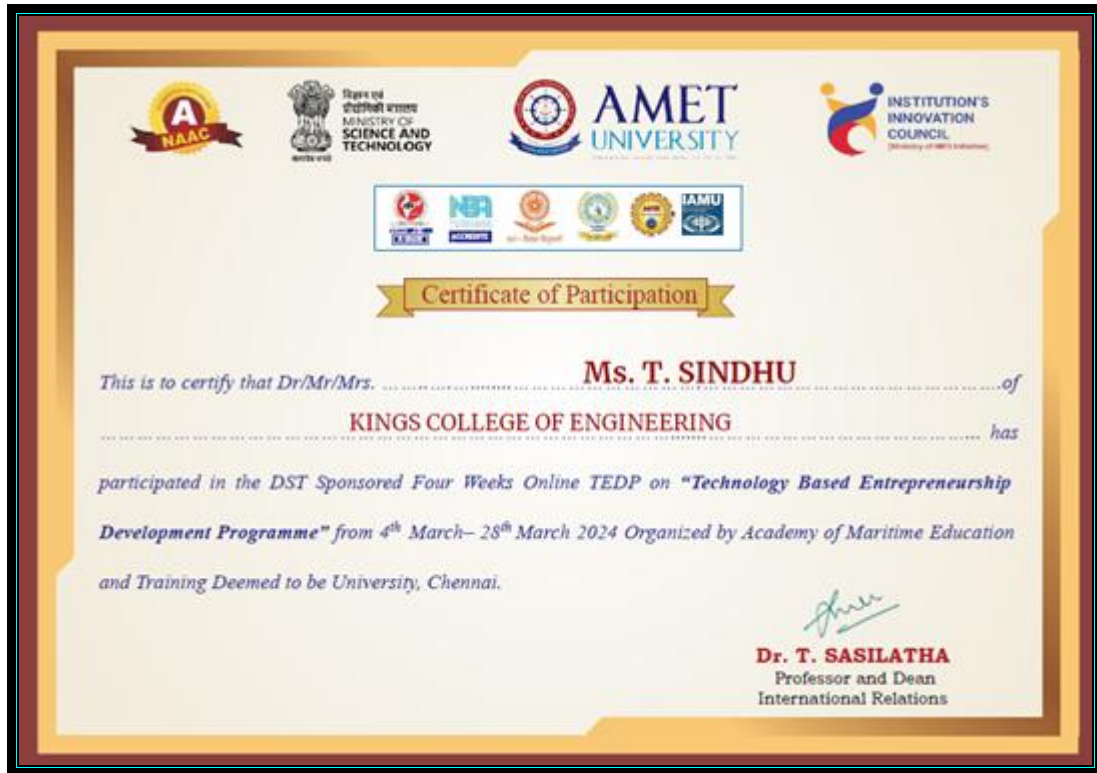 A
NAAC
विज्ञान एवं
प्रौद्योगिकी मंत्रालय
MINISTRY OF
SCIENCE AND
TECHNOLOGY
सत्यमेव जयते
AMET
UNIVERSITY
INSTITUTION'S
INNOVATION
COUNCIL
NBA
IAMU
Certificate of Participation
This is to certify that Dr/Mr/Mrs. Ms. T. SINDHU of
KINGS COLLEGE OF ENGINEERING has
participated in the DST Sponsored Four Weeks Online TEDP on "Technology Based Entrepreneurship
Development Programme" from 4th March– 28th March 2024 Organized by Academy of Maritime Education
and Training Deemed to be University, Chennai.
Dr. T. SASILATHA
Professor and Dean
International Relations